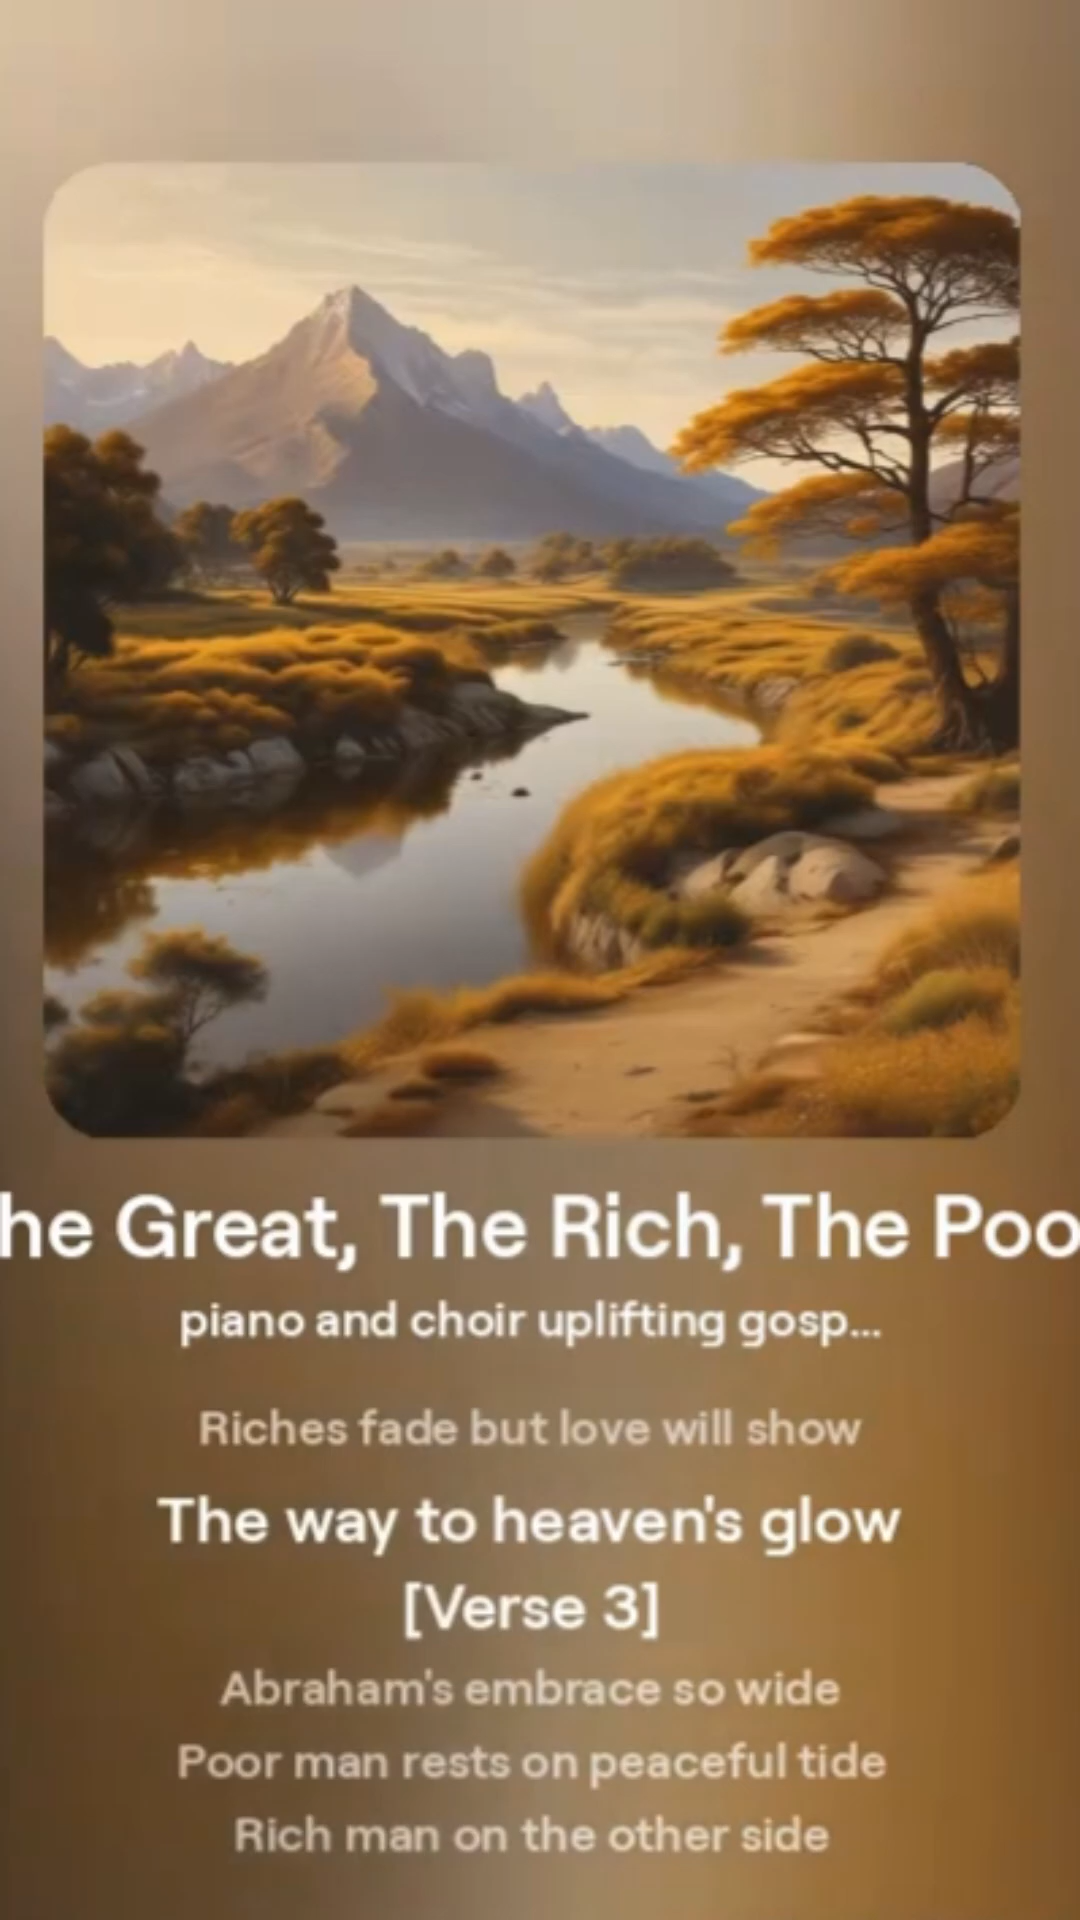 he Great, The Rich, The Poo
piano and choir uplifting gosp...
Riches fade but love will show
The way to heaven's glow
[Verse 3]
Abraham's embrace so wide
Poor man rests on peaceful tide
Rich man on the other side